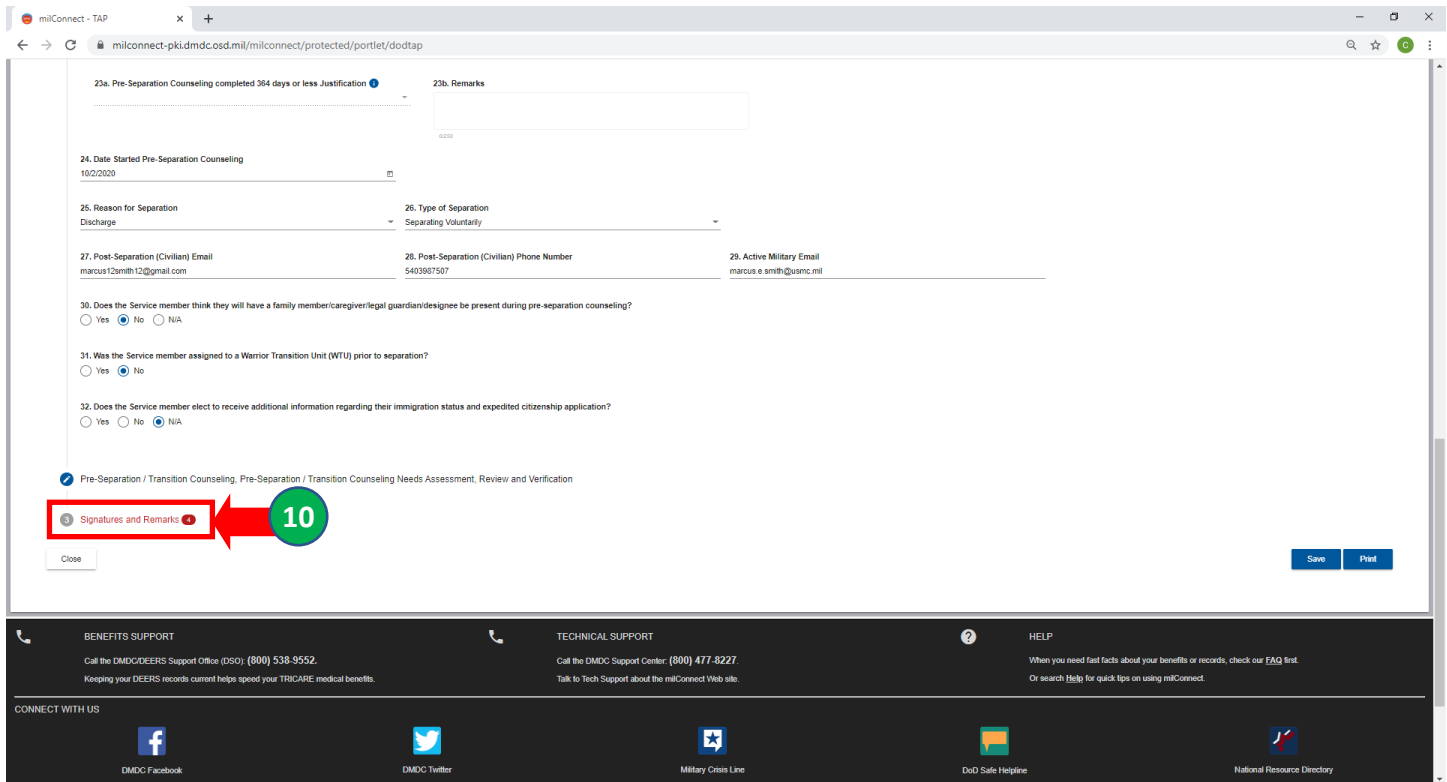 milConnect - TAP
milconnect-pki.dmdc.osd.mil/milconnect/protected/portlet/dodtap
C
23a. Pre-Separation Counseling completed 364 days or less Justification
23b. Remarks
0/250
24. Date Started Pre-Separation Counseling
10/2/2020
25. Reason for Separation
26. Type of Separation
Discharge
Separating Voluntarily
27. Post-Separation (Civilian) Email
28. Post-Separation (Civilian) Phone Number
29. Active Military Email
marcus12smith12@gmail.com
5403987507
marcus.e.smith@usmc.mil
30. Does the Service member think they will have a family member/caregiver/legal guardian/designee be present during pre-separation counseling?
Yes No N/A
31. Was the Service member assigned to a Warrior Transition Unit (WTU) prior to separation?
Yes No
32. Does the Service member elect to receive additional information regarding their immigration status and expedited citizenship application?
Yes No N/A
Pre-Separation / Transition Counseling, Pre-Separation / Transition Counseling Needs Assessment, Review and Verification
3 Signatures and Remarks 4
10
Close
Save
Print
BENEFITS SUPPORT
Call the DMDC/DEERS Support Office (DSO): (800) 538-9552.
Keeping your DEERS records current helps speed your TRICARE medical benefits.
TECHNICAL SUPPORT
Call the DMDC Support Center: (800) 477-8227.
Talk to Tech Support about the milConnect Web site.
HELP
When you need fast facts about your benefits or records, check our FAQ first.
Or search Help for quick tips on using milConnect.
CONNECT WITH US
DMDC Facebook
DMDC Twitter
Military Crisis Line
DoD Safe Helpline
National Resource Directory